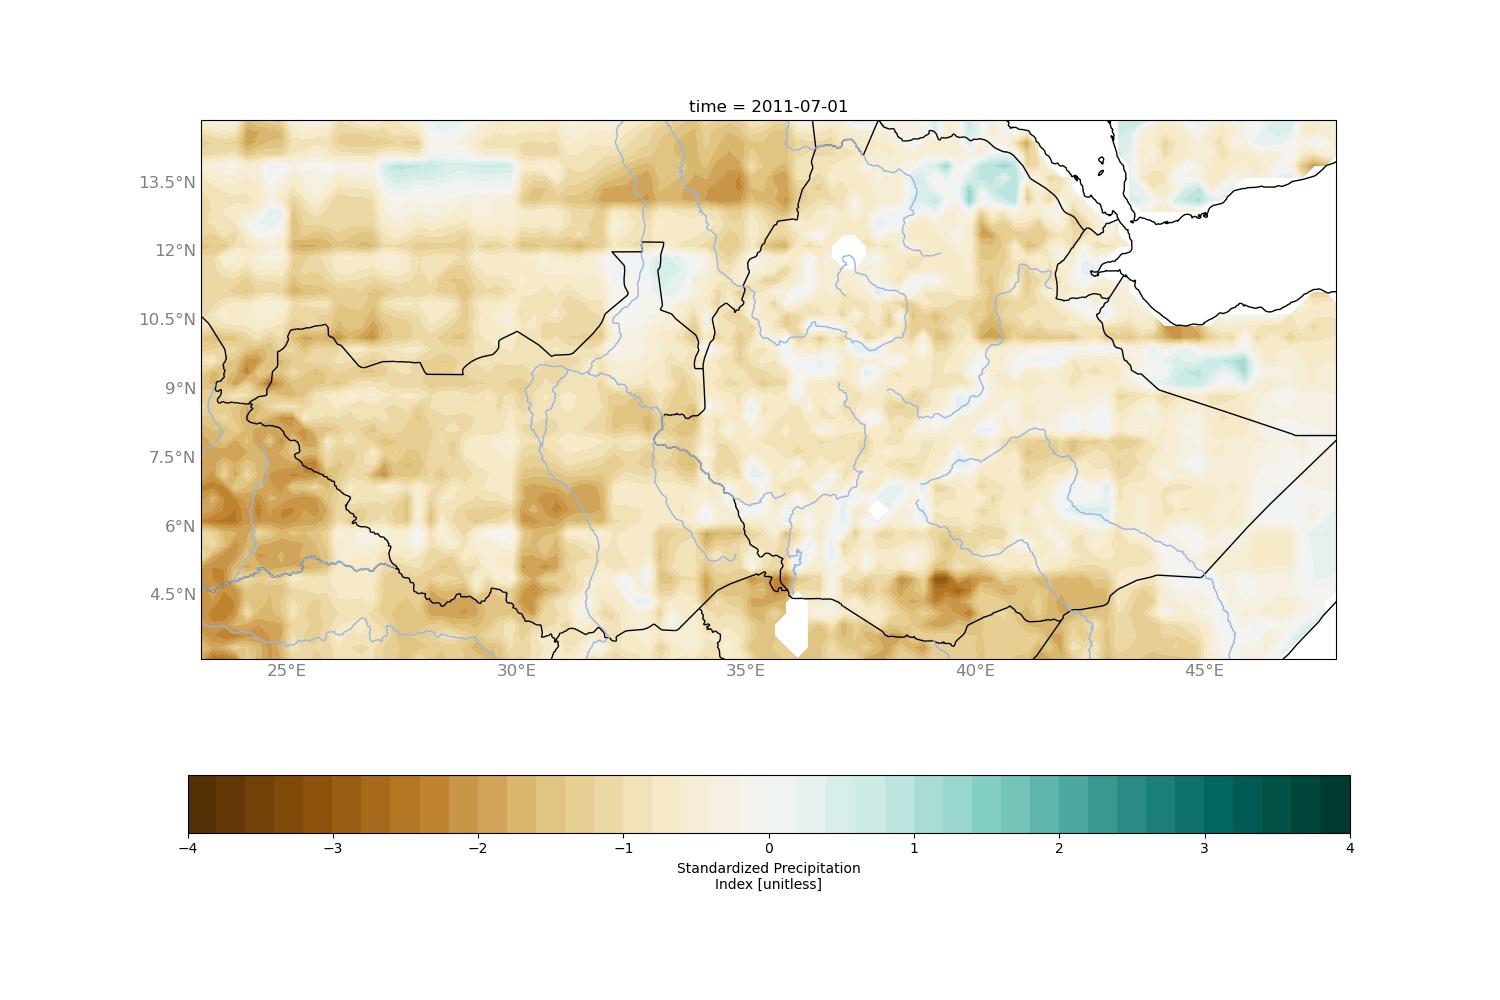 time = 2011-07-01
13.5°N
12°N
10.5°N
9°N
7.5°N
6°N
4.5°N
25°E 30°E 35°E 40°E 45°E
−4 −3 −2 −1 0 1 2 3 4
Standardized Precipitation
Index [unitless]